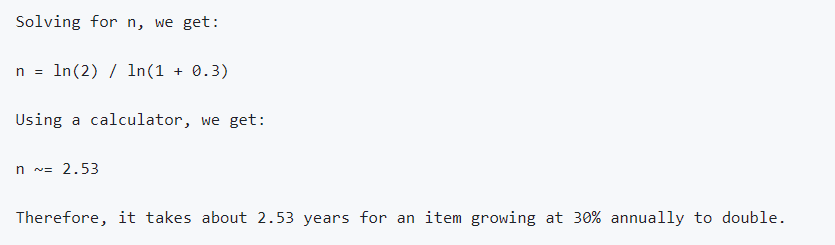 Solving for n, we get:
n = ln(2) / ln(1 + 0.3)
Using a calculator, we get:
n ~= 2.53
Therefore, it takes about 2.53 years for an item growing at 30% annually to double.